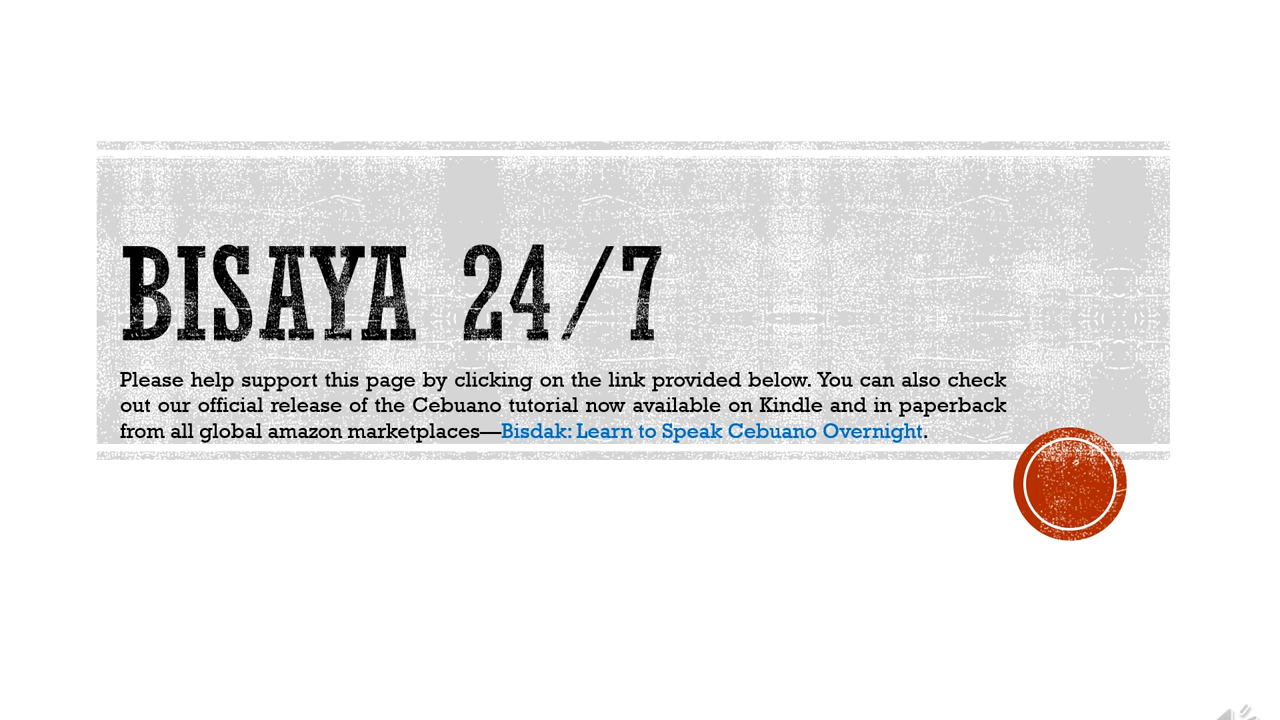 BISAYA 24/7
Please help support this page by clicking on the link provided below. You can also check
out our official release of the Cebuano tutorial now available on Kindle and in paperback
from all global amazon marketplaces—Bisdak: Learn to Speak Cebuano Overnight.